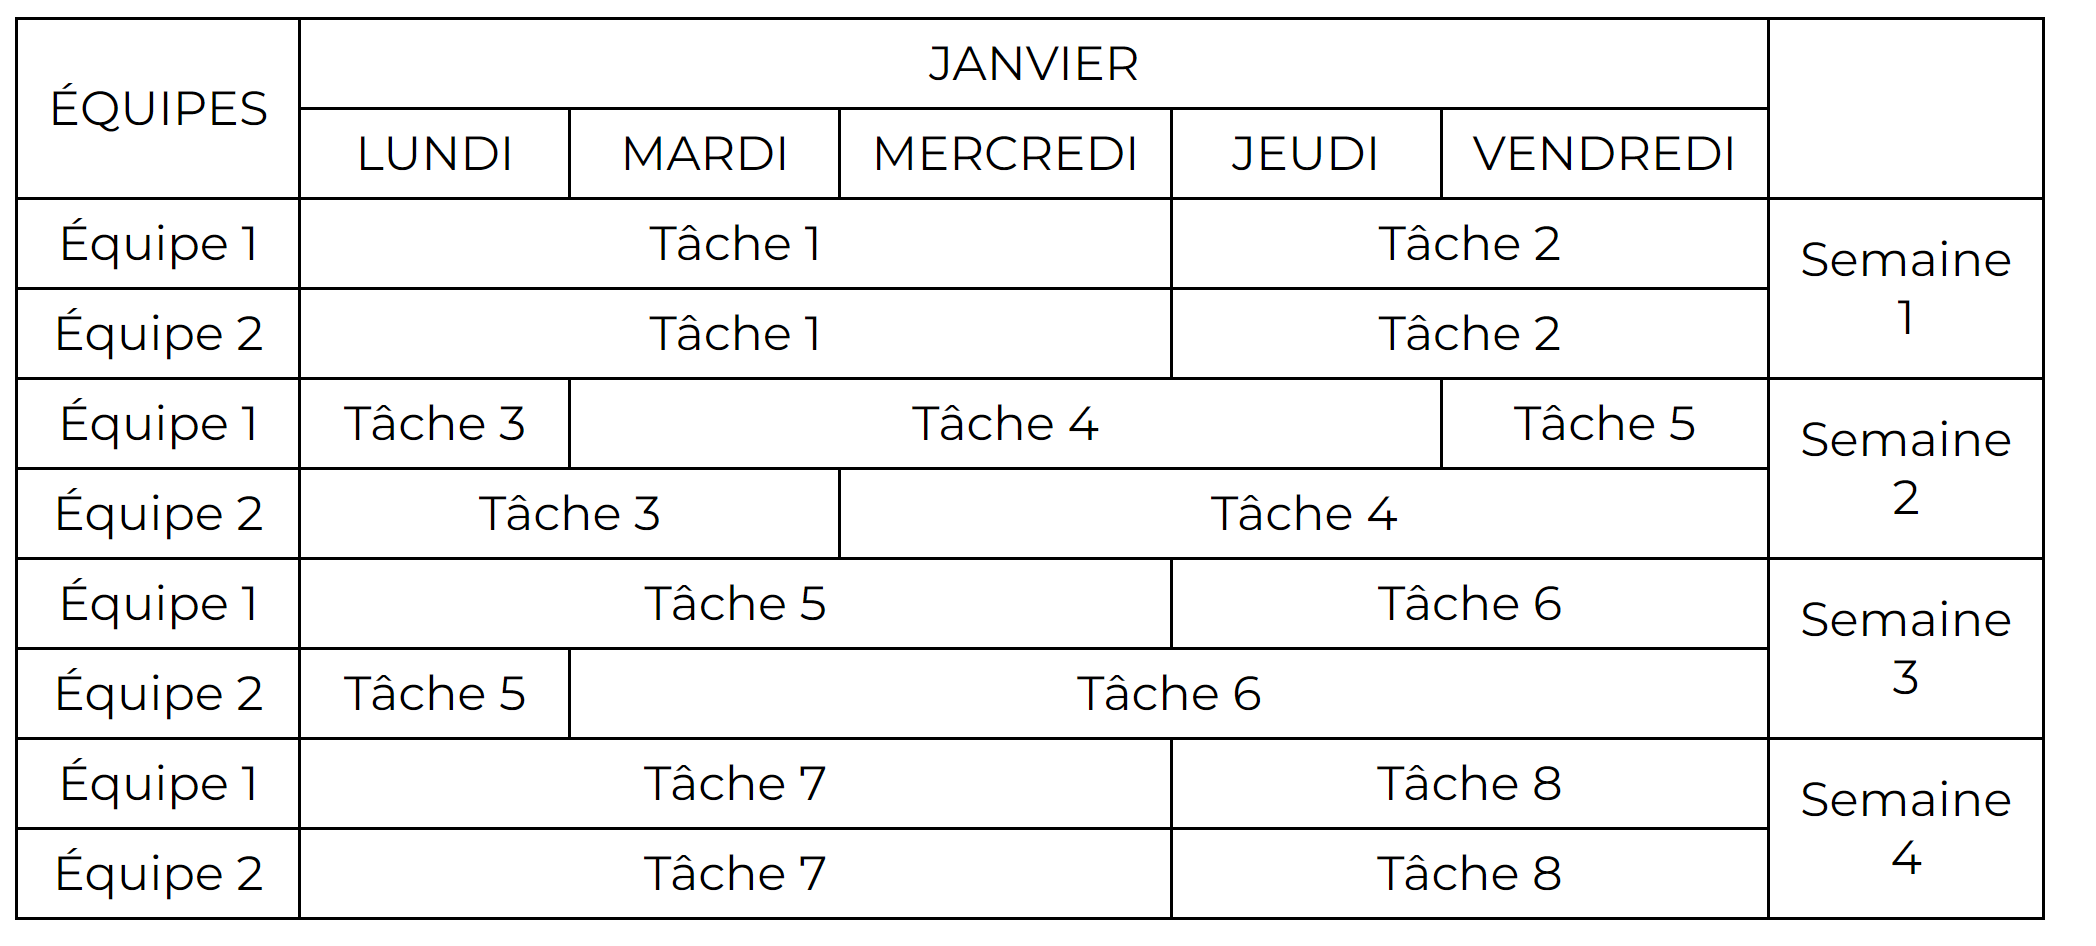 ÉQUIPES
JANVIER
LUNDI MARDI MERCREDI JEUDI VENDREDI
Équipe 1 Tâche 1 Tâche 2
Semaine
1
Équipe 2 Tâche 1 Tâche 2
Équipe 1 Tâche 3 Tâche 4 Tâche 5
Semaine
2
Équipe 2 Tâche 3 Tâche 4
Équipe 1 Tâche 5 Tâche 6
Semaine
3
Équipe 2 Tâche 5 Tâche 6
Équipe 1 Tâche 7 Tâche 8
Semaine
4
Équipe 2 Tâche 7 Tâche 8